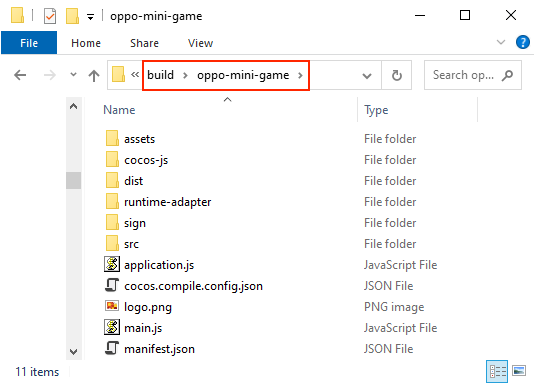 oppo-mini-game
File Home Share View
« build > oppo-mini-game > Search op...
Name Type
assets File folder
cocos-js File folder
dist File folder
runtime-adapter File folder
sign File folder
src File folder
application.js JavaScript File
cocos.compile.config.json JSON File
logo.png PNG image
main.js JavaScript File
manifest.json JSON File
11 items